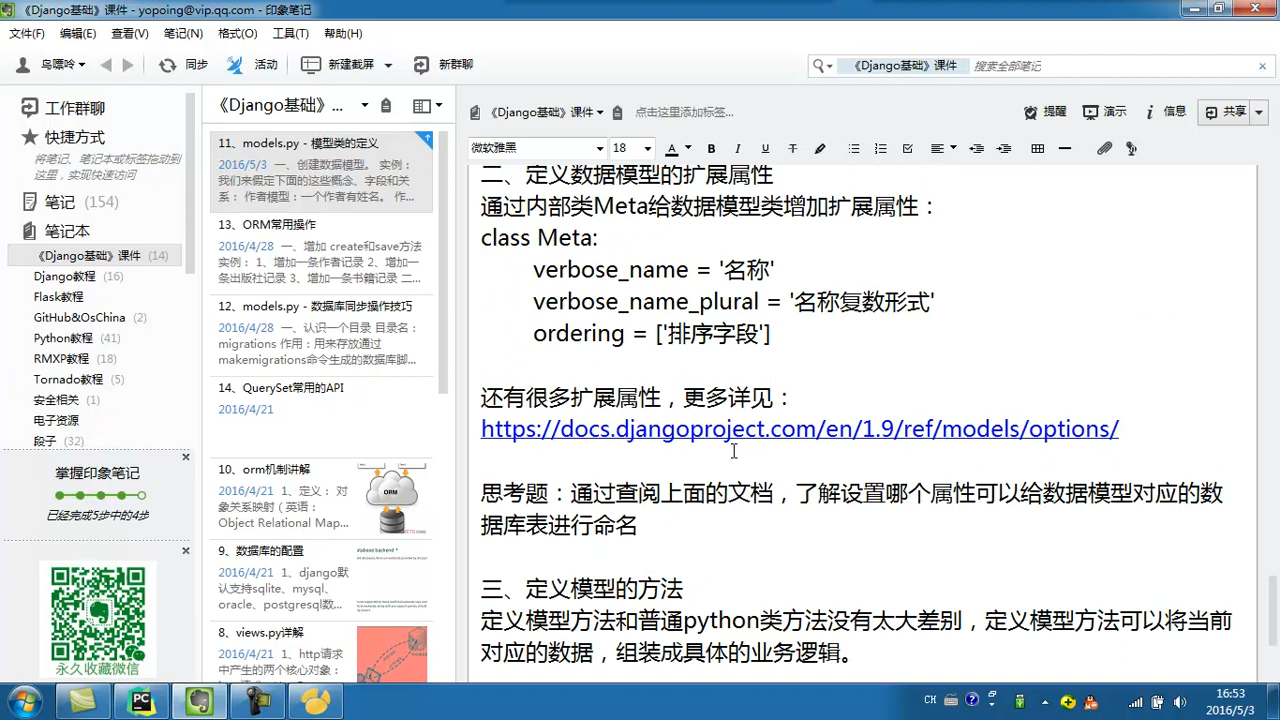 《Django基础》课件 - yopoing@vip.qq.com - 印象笔记
文件(F) 编辑(E) 查看(V) 笔记(N) 格式(O) 工具(T) 帮助(H)
鸟嘌呤 同步 活动 新建截屏 新群聊 《Django基础》课件 搜索全部笔记
工作群聊
快捷方式
将笔记、笔记本或标签拖动到
这里，实现快速访问
笔记 (154)
笔记本
《Django基础》课件 (14)
Django教程 (16)
Flask教程
GitHub&OsChina (2)
Python教程 (41)
RMXP教程 (18)
Tornado教程 (5)
安全相关 (1)
电子资源
段子 (32)
掌握印象笔记
已经完成5步中的4步
永久收藏微信
《Django基础》...
11、models.py - 模型类的定义
2016/5/3 一、创建数据模型。 实例：
我们来假定下面的这些概念、字段和关
系： 作者模型：一个作者有姓名。 作...
13、ORM常用操作
2016/4/28 一、增加 create和save方法
实例： 1、增加一条作者记录 2、增加一
条出版社记录 3、增加一条书籍记录 二...
12、models.py - 数据库同步操作技巧
2016/4/28 一、认识一个目录 目录名：
migrations 作用：用来存放通过
makemigrations命令生成的数据库脚...
14、QuerySet常用的API
2016/4/21
10、orm机制讲解
2016/4/21 1、定义： 对
象关系映射（英语：
Object Relational Map...
ORM
9、数据库的配置
2016/4/21 1、django默
认支持sqlite、mysql、
oracle、postgresql数...
8、views.py详解
2016/4/21 1、http请求
中产生的两个核心对象：
《Django基础》课件 点击这里添加标签... 提醒 演示 信息 共享
微软雅黑 18 A B I U T
二、定义数据模型的扩展属性
通过内部类Meta给数据模型类增加扩展属性：
class Meta:
verbose_name = '名称'
verbose_name_plural = '名称复数形式'
ordering = ['排序字段']
还有很多扩展属性，更多详见：
https://docs.djangoproject.com/en/1.9/ref/models/options/
思考题：通过查阅上面的文档，了解设置哪个属性可以给数据模型对应的数
据库表进行命名
三、定义模型的方法
定义模型方法和普通python类方法没有太大差别，定义模型方法可以将当前
对应的数据，组装成具体的业务逻辑。
PC CH 16:53
2016/5/3